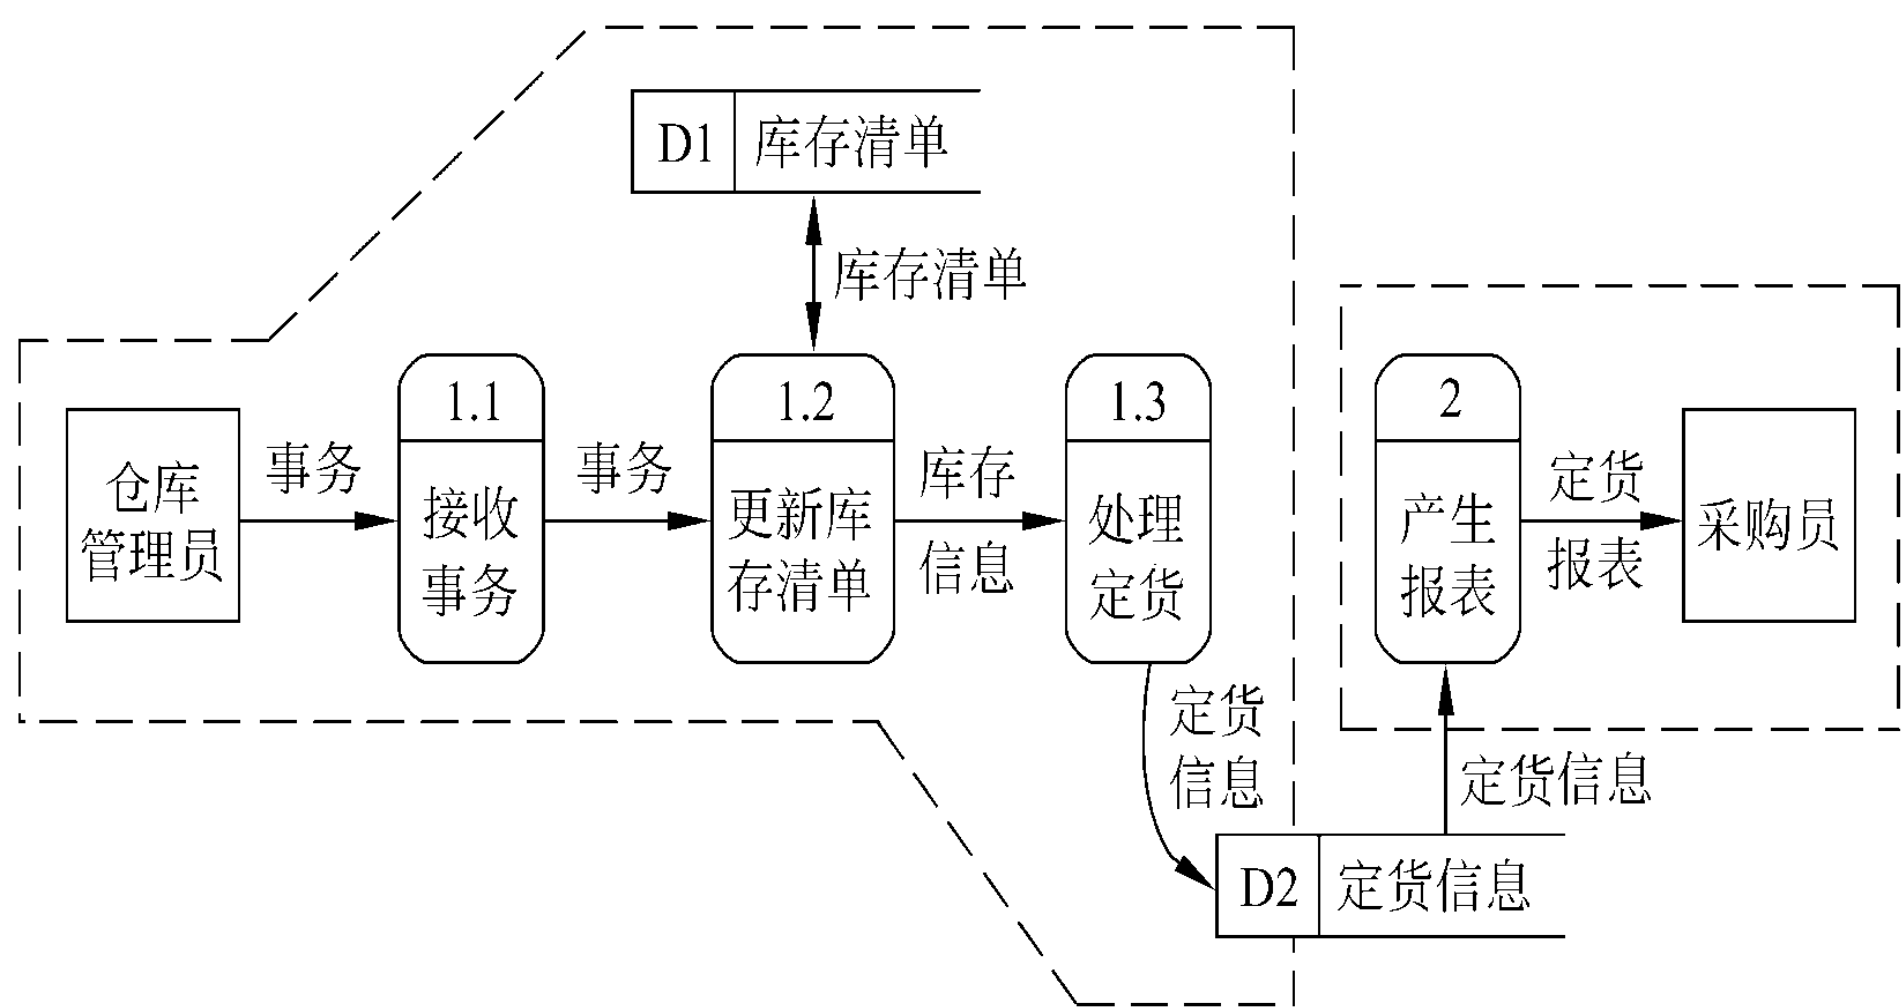 D1 库存清单
库存清单
仓库
管理员
事务
1.1
接收
事务
事务
1.2
更新库
存清单
库存
信息
1.3
处理
定货
定货
信息
D2 定货信息
定货信息
2
产生
报表
定货
报表
采购员